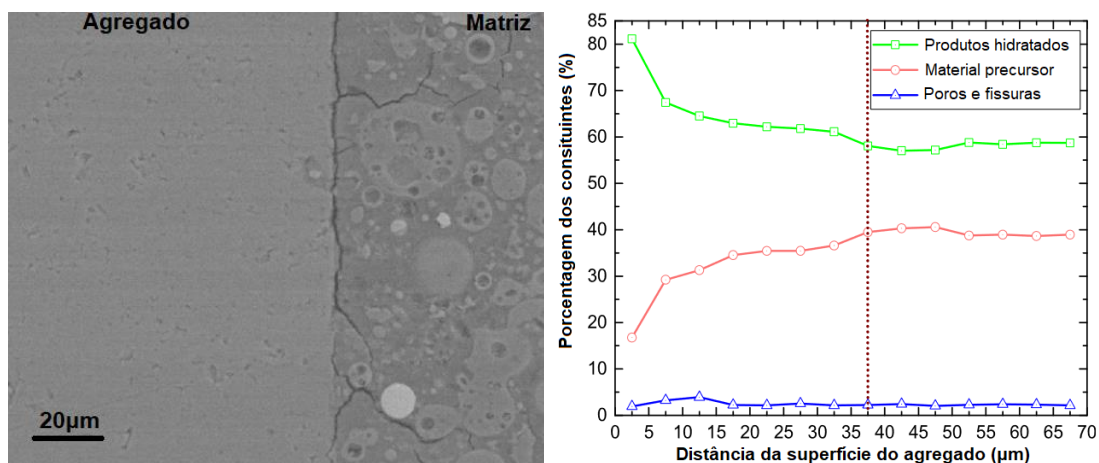 Agregado
Matriz
20µm
Porcentagem dos consituintes (%)
85
80
70
60
50
40
30
20
10
0
Produtos hidratados
Material precursor
Poros e fissuras
0 5 10 15 20 25 30 35 40 45 50 55 60 65 70
Distância da superfície do agregado (µm)